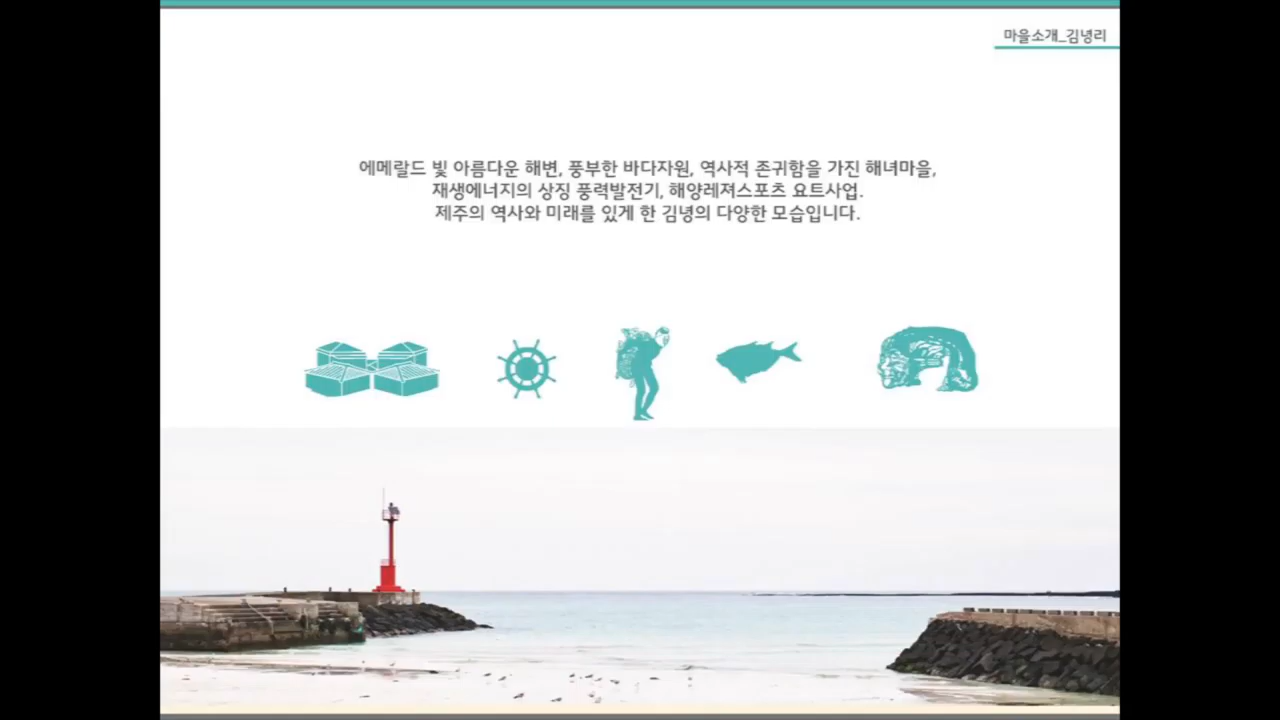 마을소개_김녕리
에메랄드 빛 아름다운 해변, 풍부한 바다자원, 역사적 존귀함을 가진 해녀마을,
재생에너지의 상징 풍력발전기, 해양레져스포츠 요트사업.
제주의 역사와 미래를 있게 한 김녕의 다양한 모습입니다.